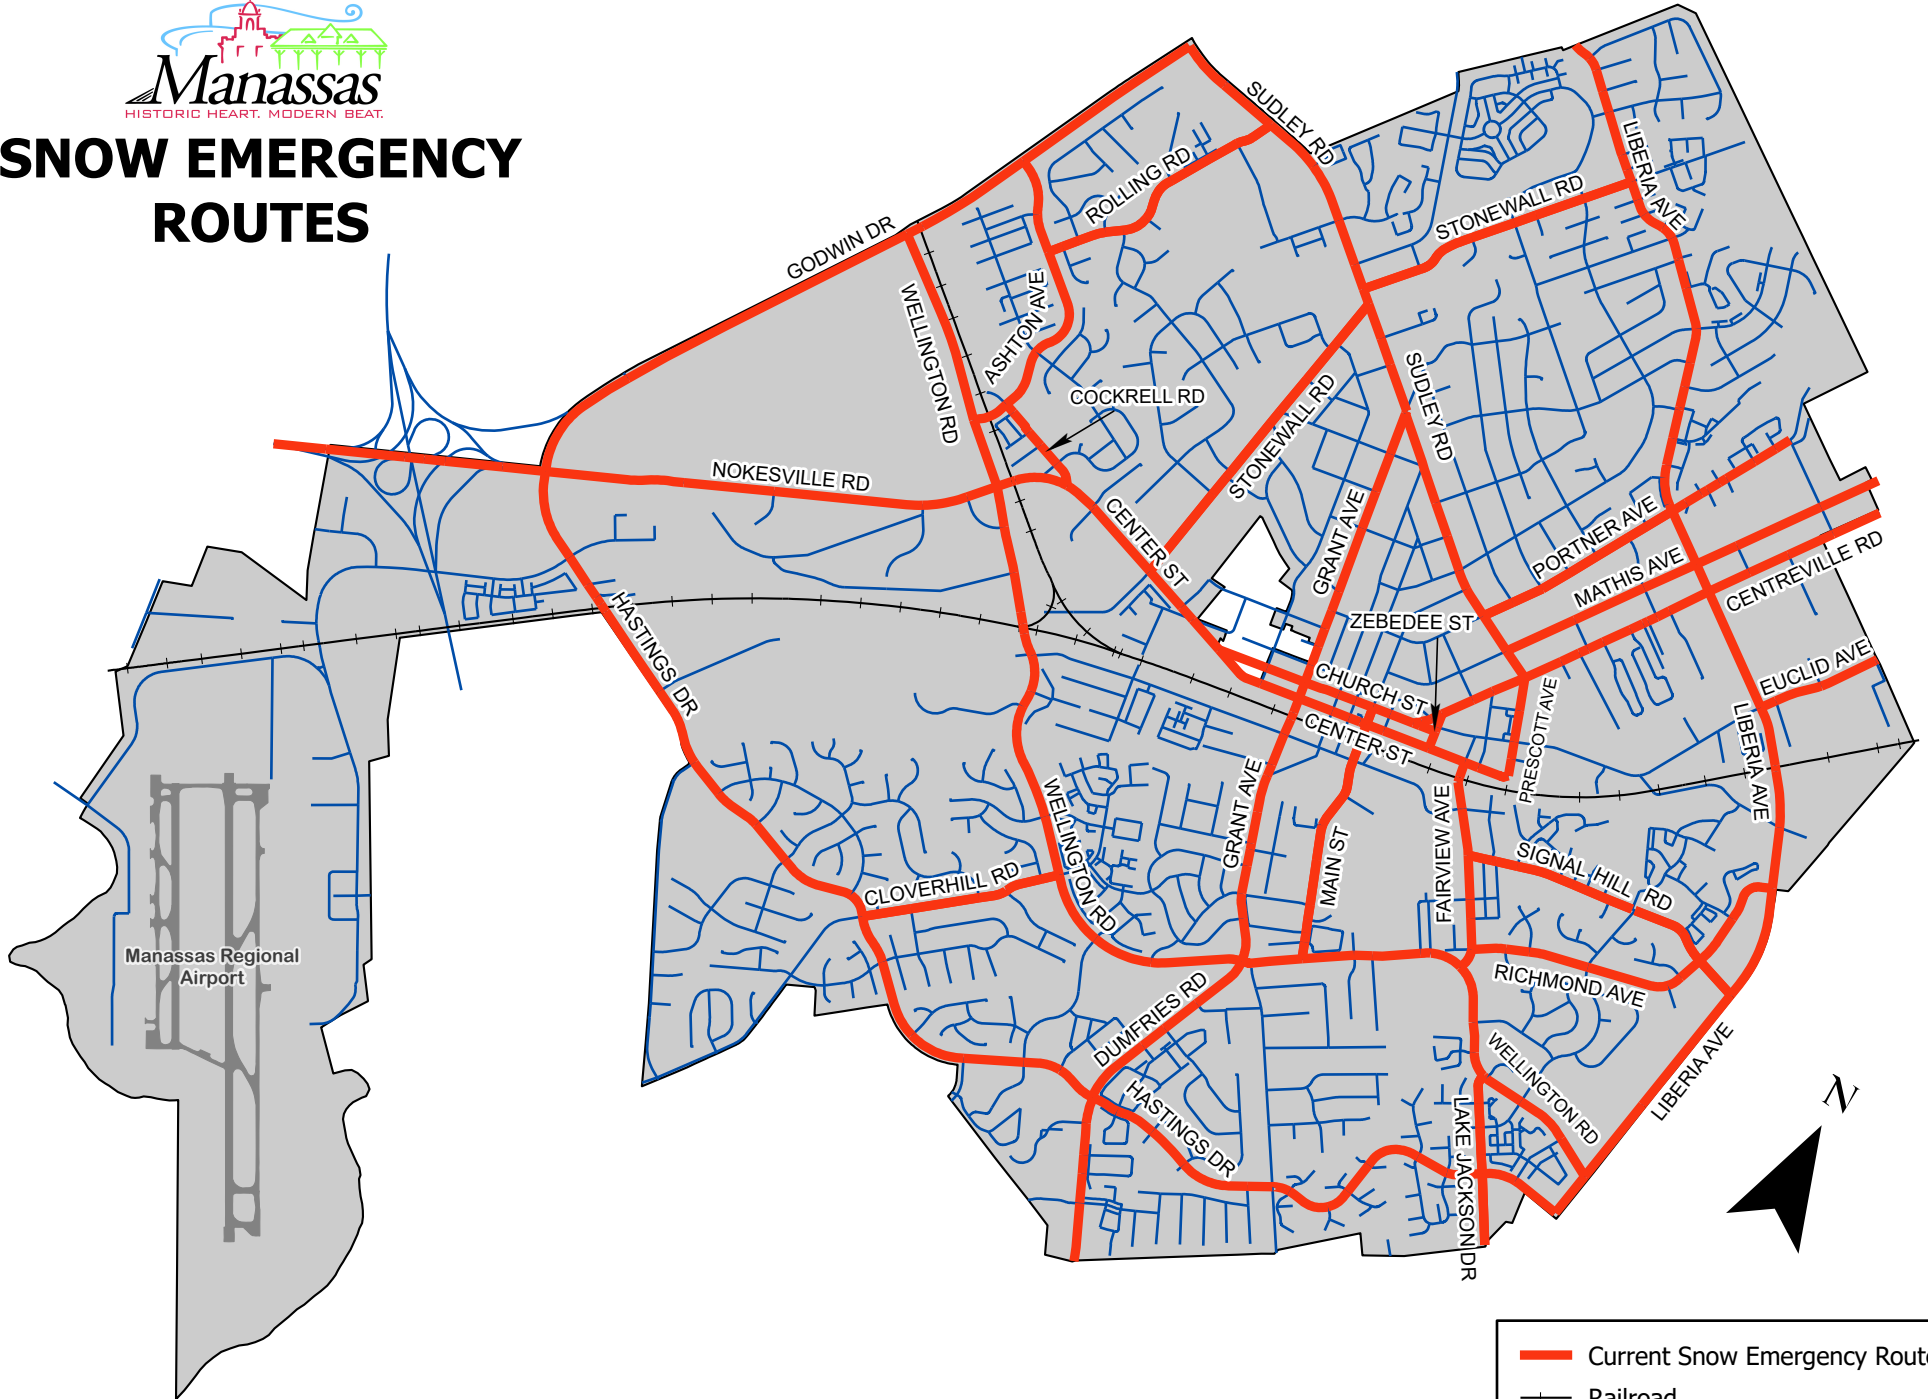 Manassas
HISTORIC HEART. MODERN BEAT.
SNOW EMERGENCY
ROUTES
SUDLEY RD
LIBERIA AVE
ROLLING RD
STONEWALL RD
GODWIN DR
WELLINGTON RD
ASHTON AVE
COCKRELL RD
STONEWALL RD
SUDLEY RD
NOKESVILLE RD
CENTER ST
GRANT AVE
PORTNER AVE
MATHIS AVE
CENTREVILLE RD
ZEBEDEE ST
HASTINGS DR
CHURCH ST
CENTER ST
PRESCOTT AVE
EUCLID AVE
LIBERIA AVE
WELLINGTON RD
GRANT AVE
MAIN ST
FAIRVIEW AVE
SIGNAL HILL RD
CLOVERHILL RD
Manassas Regional
Airport
RICHMOND AVE
DUMFRIES RD
WELLINGTON RD
LIBERIA AVE
HASTINGS DR
LAKE JACKSON DR
N
Current Snow Emergency Route
Railroad